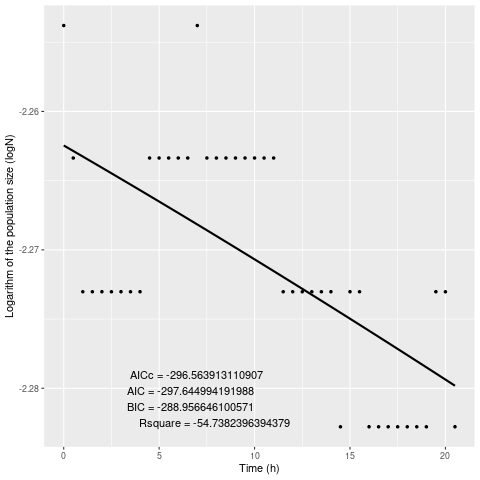 -2.26
-2.27
-2.28
Logarithm of the population size (logN)
AICc = -296.563913110907
AIC = -297.644994191988
BIC = -288.956646100571
Rsquare = -54.7382396394379
0 5 10 15 20
Time (h)